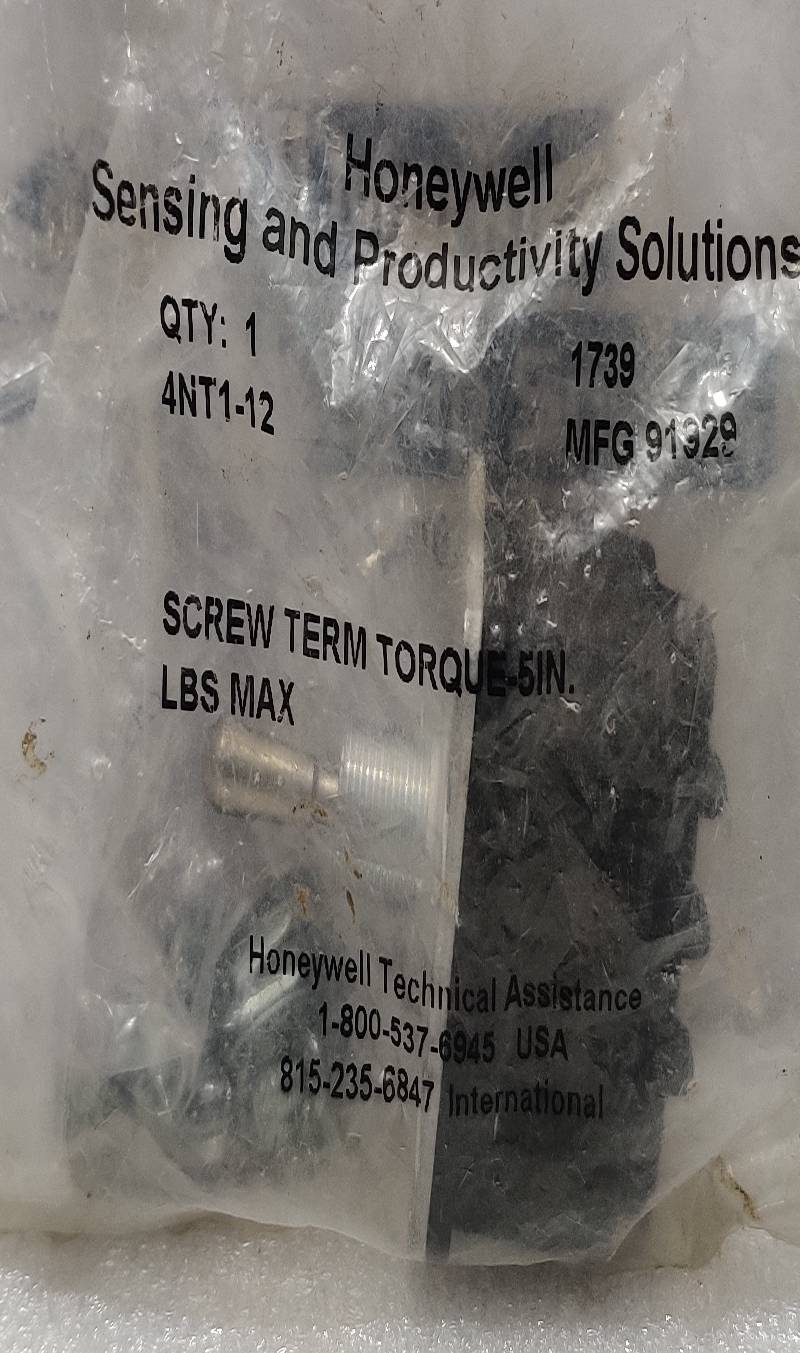 Honeywell
Sensing and Productivity Solutions
QTY: 1
1739
4NT1-12
MFG 91929
SCREW TERM TORQUE-5IN.
LBS MAX
Honeywell Technical Assistance
1-800-537-6945 USA
815-235-6847 International